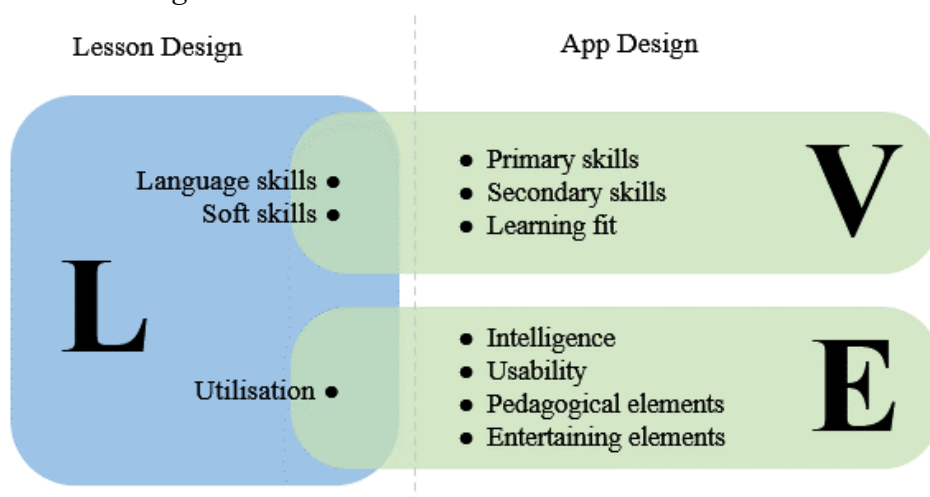 Lesson Design
App Design
Language skills ●
Soft skills ●
L
Utilisation ●
● Primary skills
● Secondary skills
● Learning fit
V
● Intelligence
● Usability
● Pedagogical elements
● Entertaining elements
E